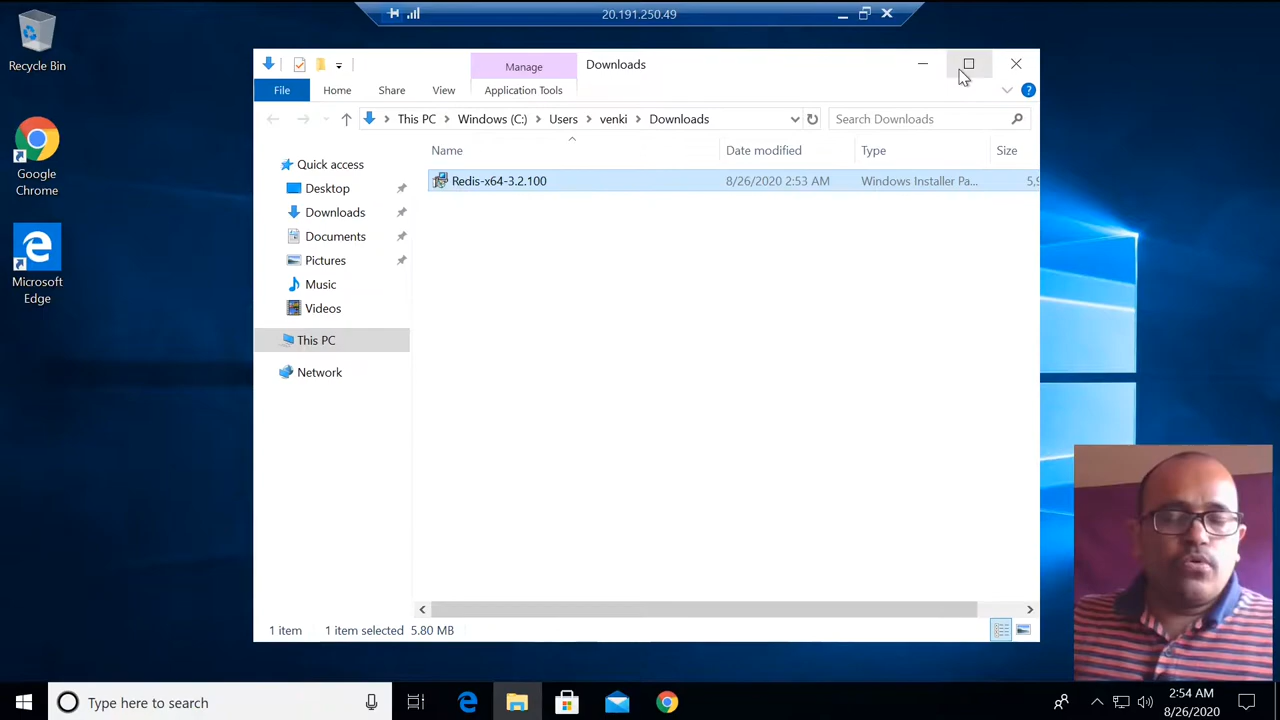 20.191.250.49
Recycle Bin
Google
Chrome
Microsoft
Edge
Manage
Downloads
File
Home
Share
View
Application Tools
This PC
Windows (C:)
Users
venki
Downloads
Search Downloads
Name
Date modified
Type
Size
Redis-x64-3.2.100
8/26/2020 2:53 AM
Windows Installer Pa...
5,9
Quick access
Desktop
Downloads
Documents
Pictures
Music
Videos
This PC
Network
1 item
1 item selected
5.80 MB
Type here to search
2:54 AM
8/26/2020